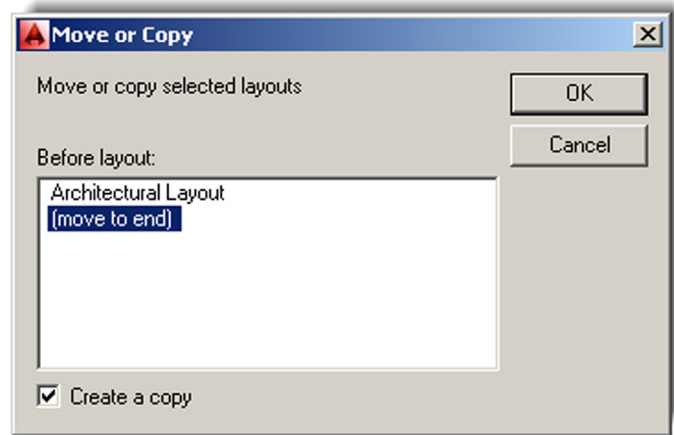 Move or Copy
Move or copy selected layouts
OK
Cancel
Before layout:
Architectural Layout
(move to end)
Create a copy